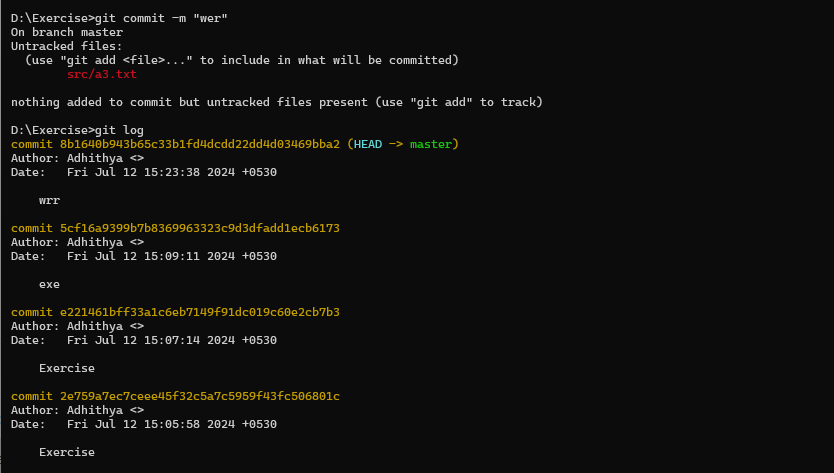 D:\Exercise>git commit -m "wer"
On branch master
Untracked files:
  (use "git add <file>..." to include in what will be committed)
        src/a3.txt

nothing added to commit but untracked files present (use "git add" to track)

D:\Exercise>git log
commit 8b1640b943b65c33b1fd4dcdd22dd4d03469bba2 (HEAD -> master)
Author: Adhithya <>
Date:   Fri Jul 12 15:23:38 2024 +0530

    wrr

commit 5cf16a9399b7b8369963323c9d3dfadd1ecb6173
Author: Adhithya <>
Date:   Fri Jul 12 15:09:11 2024 +0530

    exe

commit e221461bff33a1c6eb7149f91dc019c60e2cb7b3
Author: Adhithya <>
Date:   Fri Jul 12 15:07:14 2024 +0530

    Exercise

commit 2e759a7ec7ceee45f32c5a7c5959f43fc506801c
Author: Adhithya <>
Date:   Fri Jul 12 15:05:58 2024 +0530

    Exercise